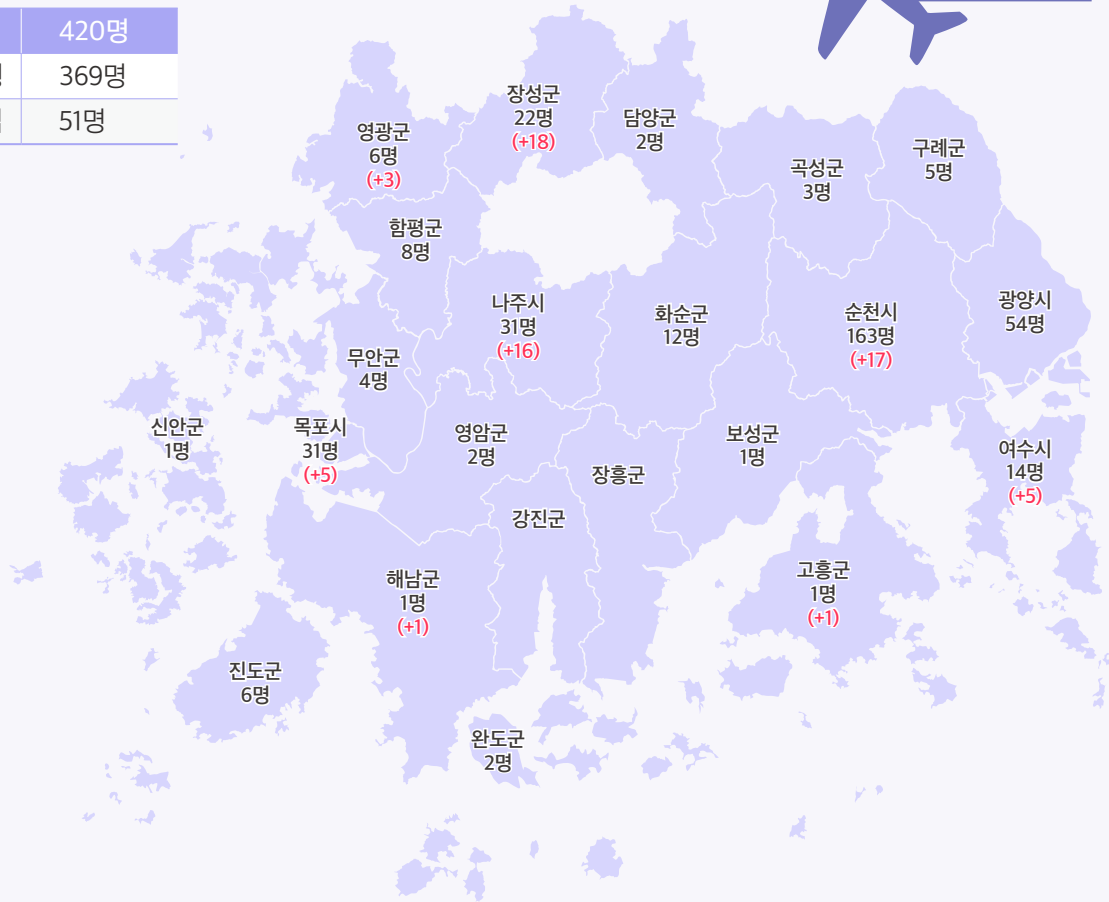 420명
369명
51명
장성군
22명
(+18)
담양군
2명
영광군
6명
(+3)
구례군
5명
곡성군
3명
함평군
8명
나주시
31명
(+16)
화순군
12명
순천시
163명
(+17)
광양시
54명
무안군
4명
신안군
1명
목포시
31명
(+5)
영암군
2명
보성군
1명
여수시
14명
(+5)
장흥군
강진군
해남군
1명
(+1)
고흥군
1명
(+1)
진도군
6명
완도군
2명